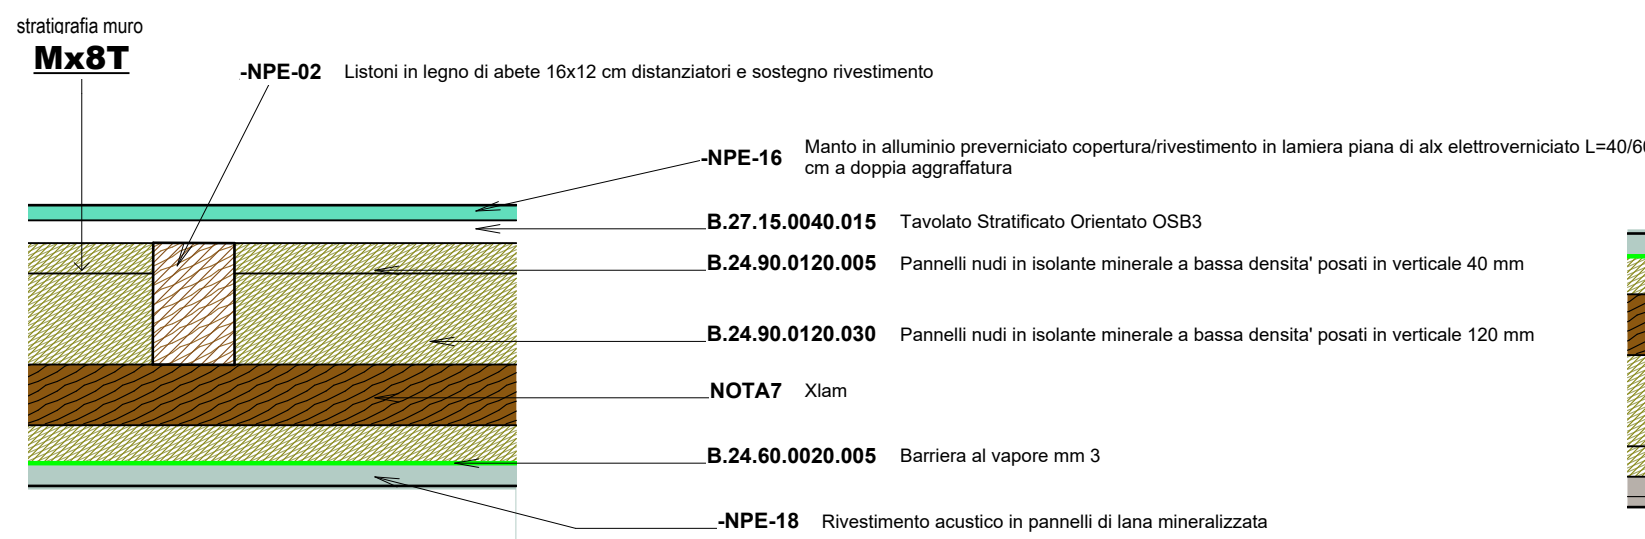 stratigrafia muro
Mx8T
-NPE-02 Listoni in legno di abete 16x12 cm distanziatori e sostegno rivestimento
-NPE-16 Manto in alluminio preverniciato copertura/rivestimento in lamiera piana di alx elettroverniciato L=40/60
cm a doppia aggraffatura
B.27.15.0040.015 Tavolato Stratificato Orientato OSB3
B.24.90.0120.005 Pannelli nudi in isolante minerale a bassa densita' posati in verticale 40 mm
B.24.90.0120.030 Pannelli nudi in isolante minerale a bassa densita' posati in verticale 120 mm
NOTA7 Xlam
B.24.60.0020.005 Barriera al vapore mm 3
-NPE-18 Rivestimento acustico in pannelli di lana mineralizzata